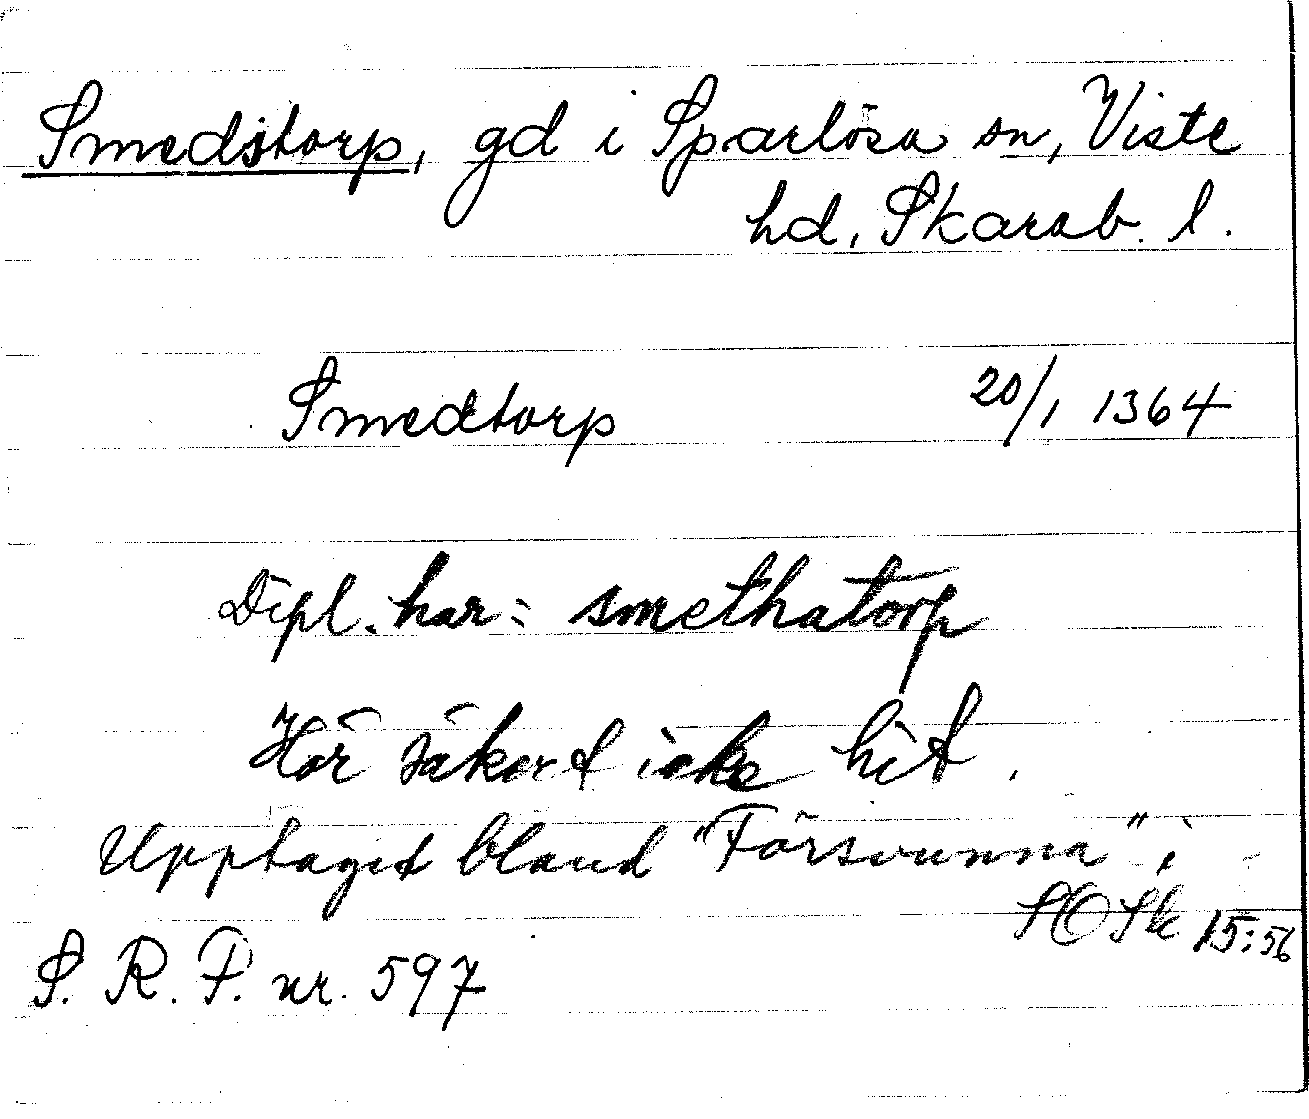 Smedstorp, gd i Sparlösa sn, Viste
hd, Skarab. l.
Smedtorp 20/1 1364
Dipl. har: smethatorp
Hör säkert icke hit.
Upptaget bland "Försvunna" i
SOSk 15:56
S. R. P. nr. 597